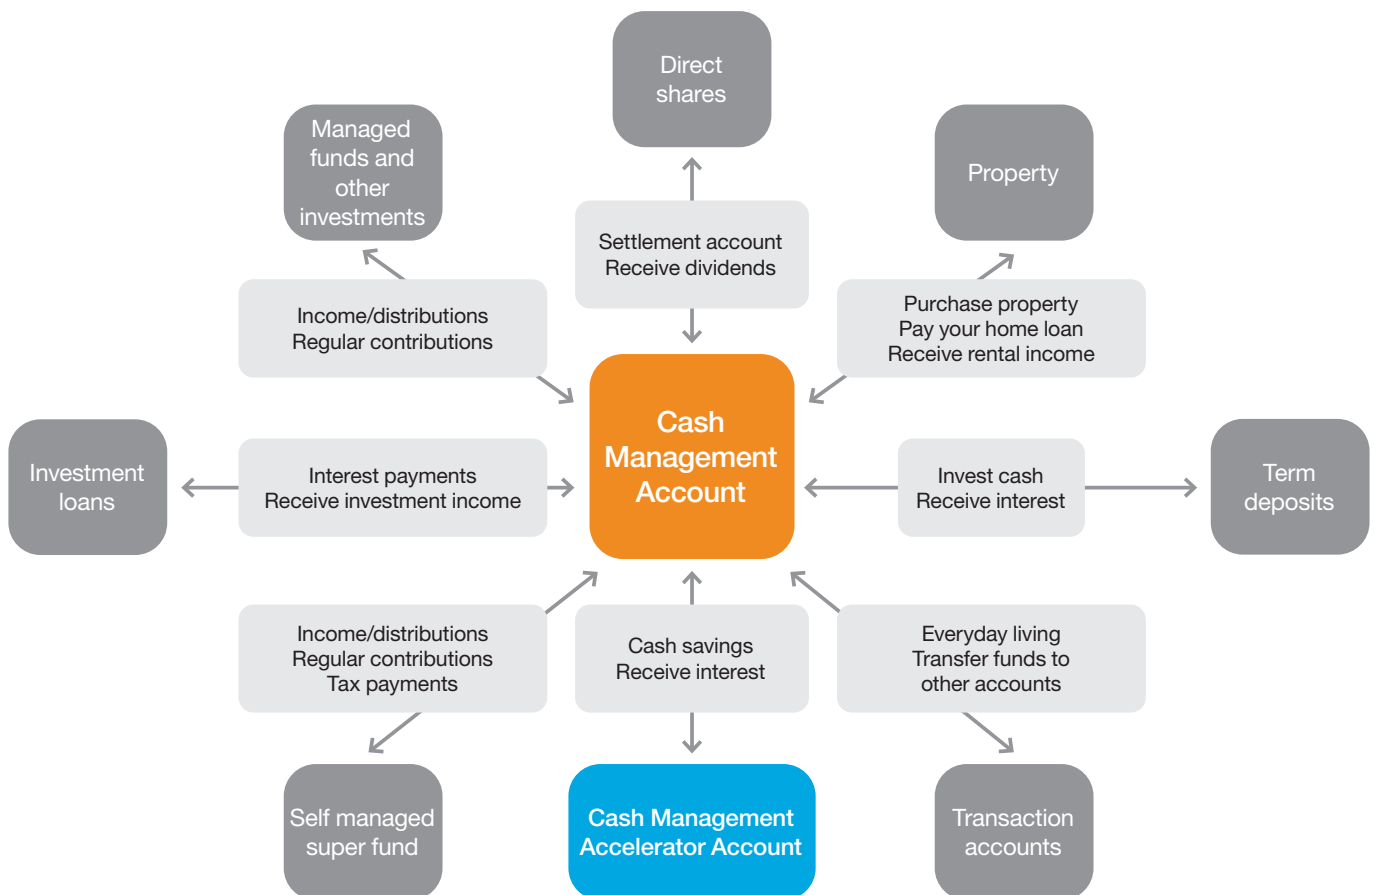 Direct
shares
Managed
funds and
other
investments
Property
Settlement account
Receive dividends
Income/distributions
Regular contributions
Purchase property
Pay your home loan
Receive rental income
Cash
Management
Account
Investment
loans
Interest payments
Receive investment income
Invest cash
Receive interest
Term
deposits
Income/distributions
Regular contributions
Tax payments
Cash savings
Receive interest
Everyday living
Transfer funds to
other accounts
Self managed
super fund
Cash Management
Accelerator Account
Transaction
accounts